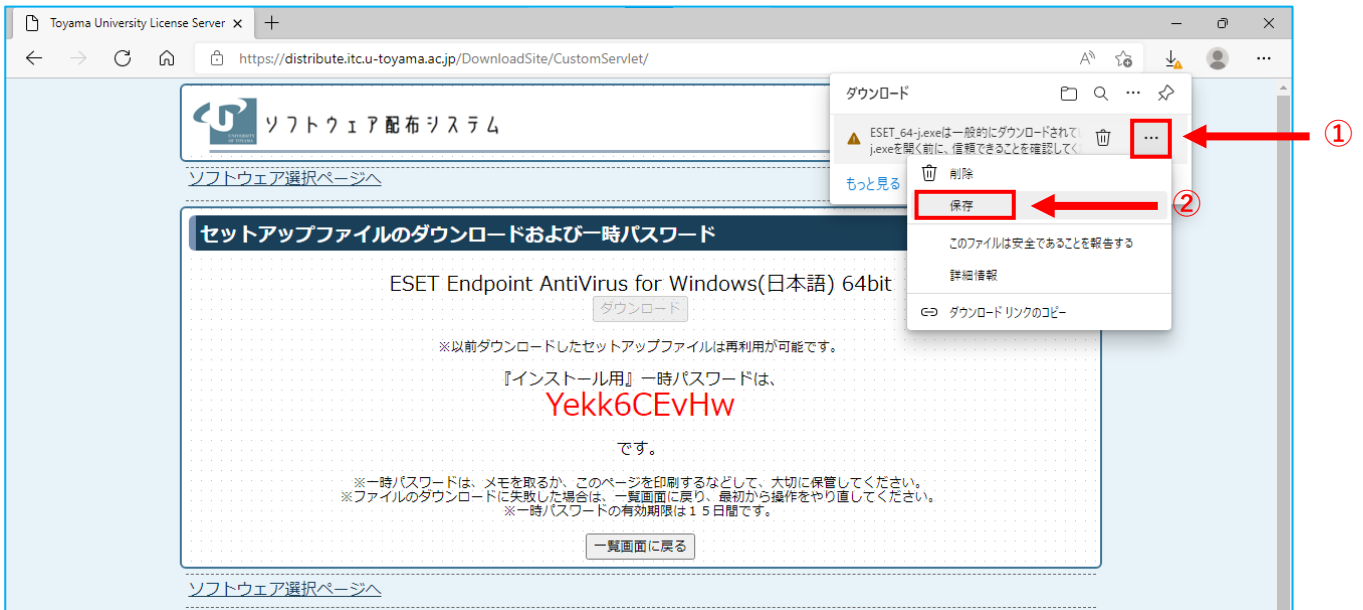 Toyama University License Server
https://distribute.itc.u-toyama.ac.jp/DownloadSite/CustomServlet/
ソフトウェア配布システム
ソフトウェア選択ページへ
ダウンロード
ESET_64-j.exeは一般的にダウンロードされて
j.exeを開く前に、信頼できることを確認してく
もっと見る
①
削除
保存
②
このファイルは安全であることを報告する
詳細情報
ダウンロード リンクのコピー
セットアップファイルのダウンロードおよび一時パスワード
ESET Endpoint AntiVirus for Windows(日本語) 64bit
ダウンロード
※以前ダウンロードしたセットアップファイルは再利用が可能です。
『インストール用』一時パスワードは、
Yekk6CEvHw
です。
※一時パスワードは、メモを取るか、このページを印刷するなどして、大切に保管してください。
※ファイルのダウンロードに失敗した場合は、一覧画面に戻り、最初から操作をやり直してください。
※一時パスワードの有効期限は１５日間です。
一覧画面に戻る
ソフトウェア選択ページへ